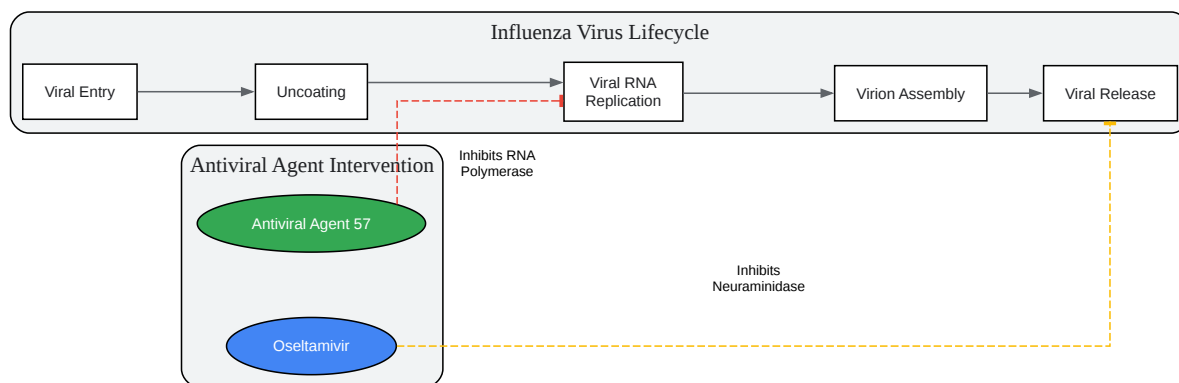 Influenza Virus Lifecycle
Viral Entry
Uncoating
Viral RNA
Replication
Virion Assembly
Viral Release
Antiviral Agent Intervention
Inhibits RNA
Polymerase
Antiviral Agent 57
Inhibits
Neuraminidase
Oseltamivir